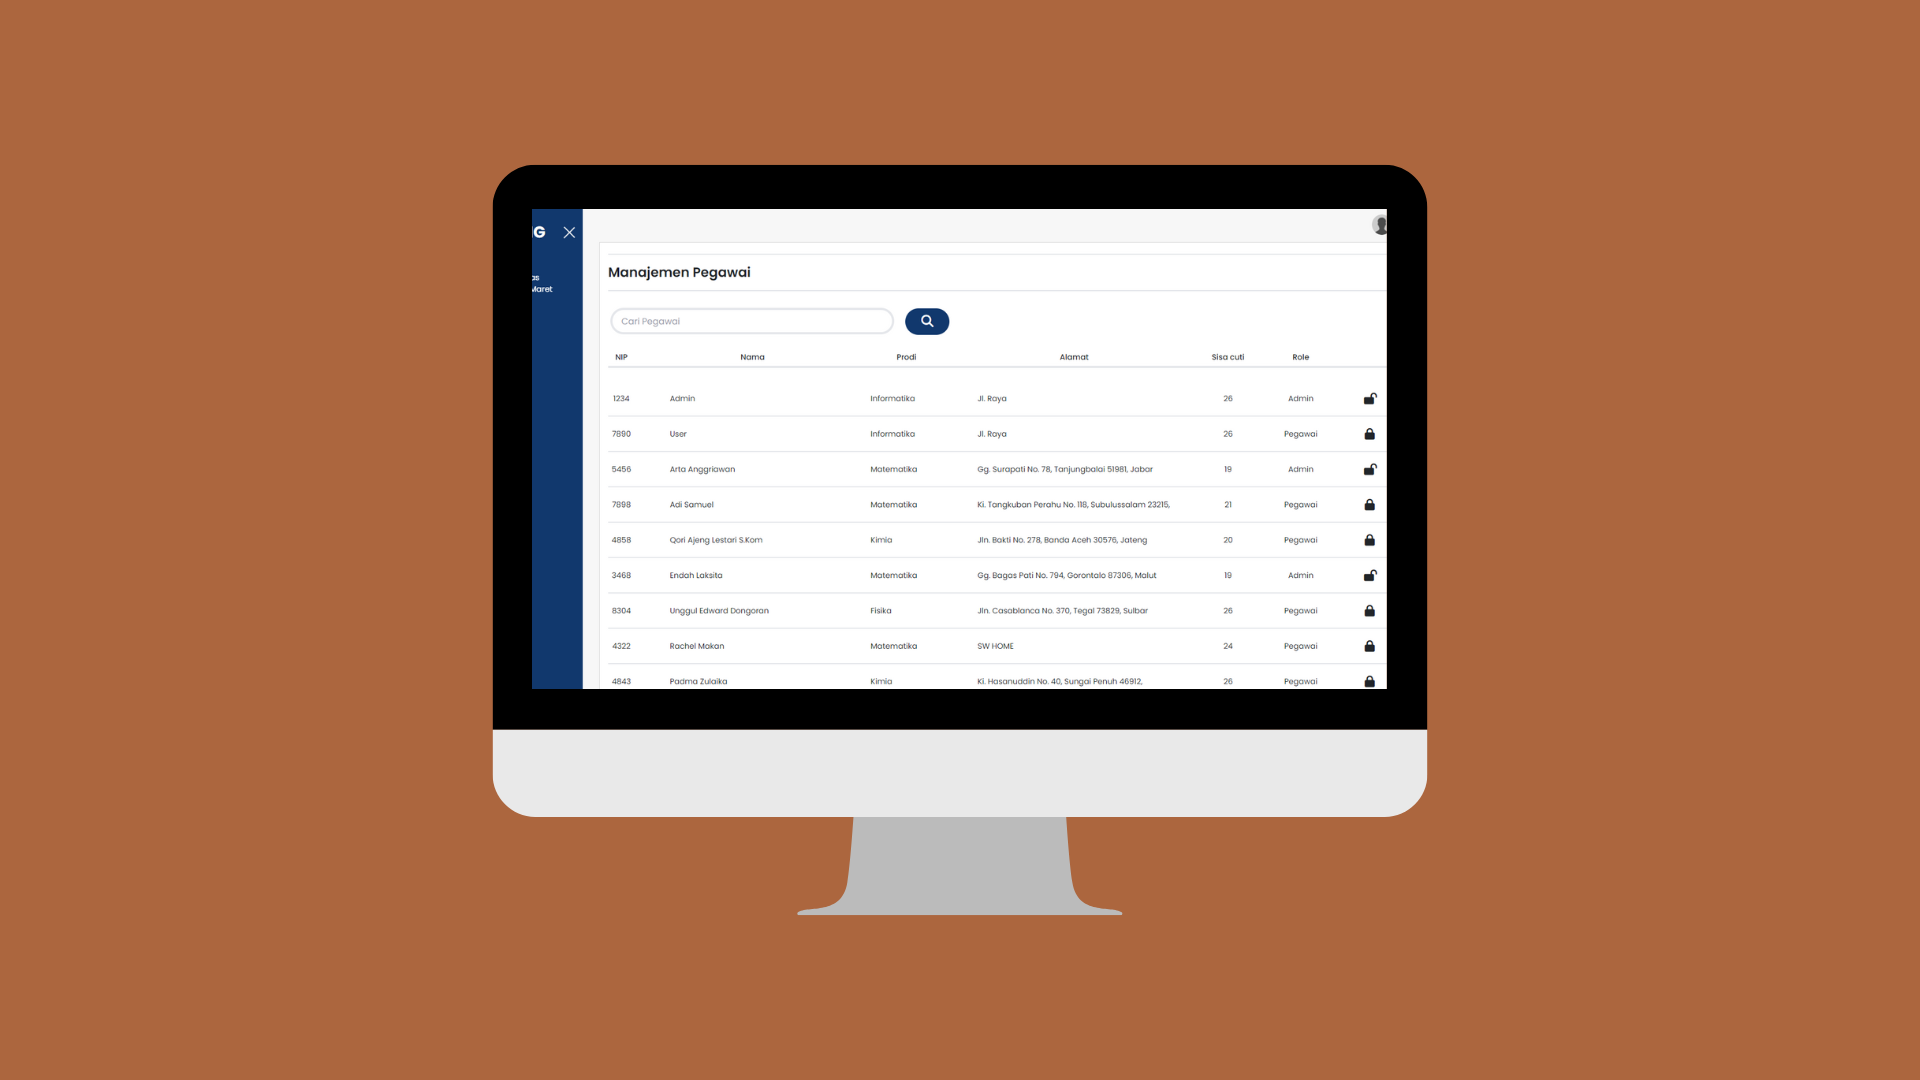 G
as
Maret
Manajemen Pegawai
Cari Pegawai
NIP Nama Prodi Alamat Sisa cuti Role
1234 Admin Informatika Jl. Raya 26 Admin
7890 User Informatika Jl. Raya 26 Pegawai
5456 Arta Anggriawan Matematika Gg. Surapati No. 78, Tanjungbalai 51981, Jabar 19 Admin
7898 Adi Samuel Matematika Ki. Tangkuban Perahu No. 118, Subulussalam 23215, 21 Pegawai
4858 Qori Ajeng Lestari S.Kom Kimia Jln. Bakti No. 278, Banda Aceh 30576, Jateng 20 Pegawai
3468 Endah Laksita Matematika Gg. Bagas Pati No. 794, Gorontalo 87306, Malut 19 Admin
8304 Unggul Edward Dongoran Fisika Jln. Casablanca No. 370, Tegal 73829, Sulbar 26 Pegawai
4322 Rachel Makan Matematika SW HOME 24 Pegawai
4843 Padma Zulaika Kimia Ki. Hasanuddin No. 40, Sungai Penuh 46912, 26 Pegawai